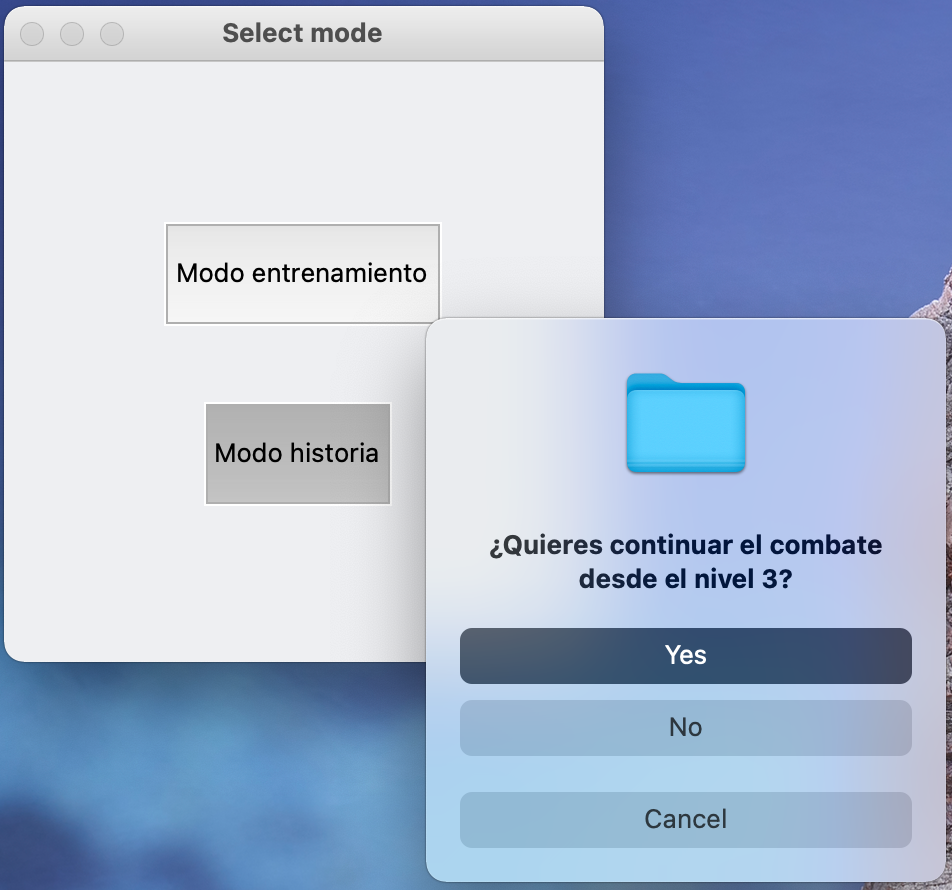 Select mode
Modo entrenamiento
Modo historia
¿Quieres continuar el combate
desde el nivel 3?
Yes
No
Cancel